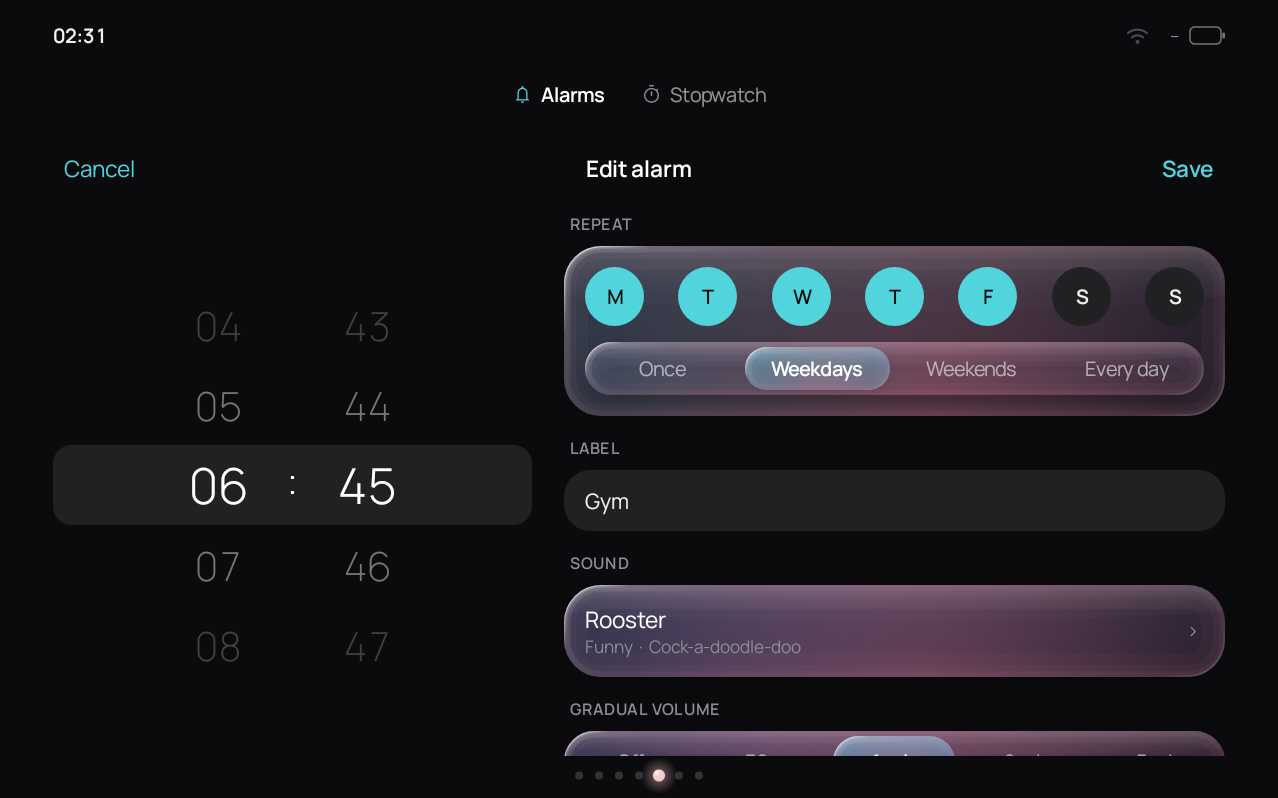 02:31
–
Alarms Stopwatch
Cancel
Edit alarm
Save
04 43
05 44
06 : 45
07 46
08 47
REPEAT
M T W T F S S
Once Weekdays Weekends Every day
LABEL
Gym
SOUND
Rooster
Funny · Cock-a-doodle-doo
GRADUAL VOLUME